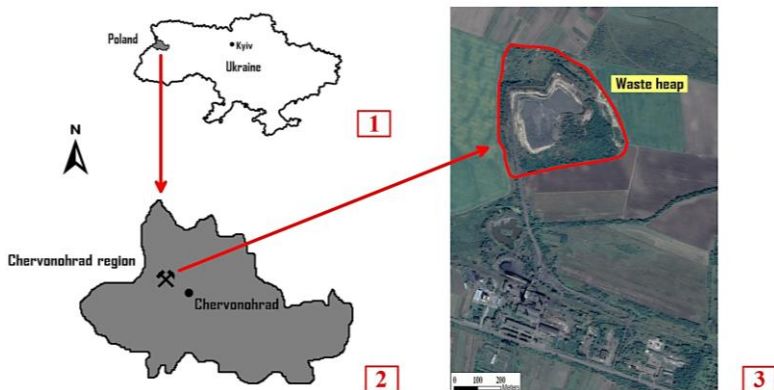 Poland
Kyiv
Ukraine
1
N
Chervonohrad region
Chervonohrad
2
Waste heap
0 100 200
Meters
3